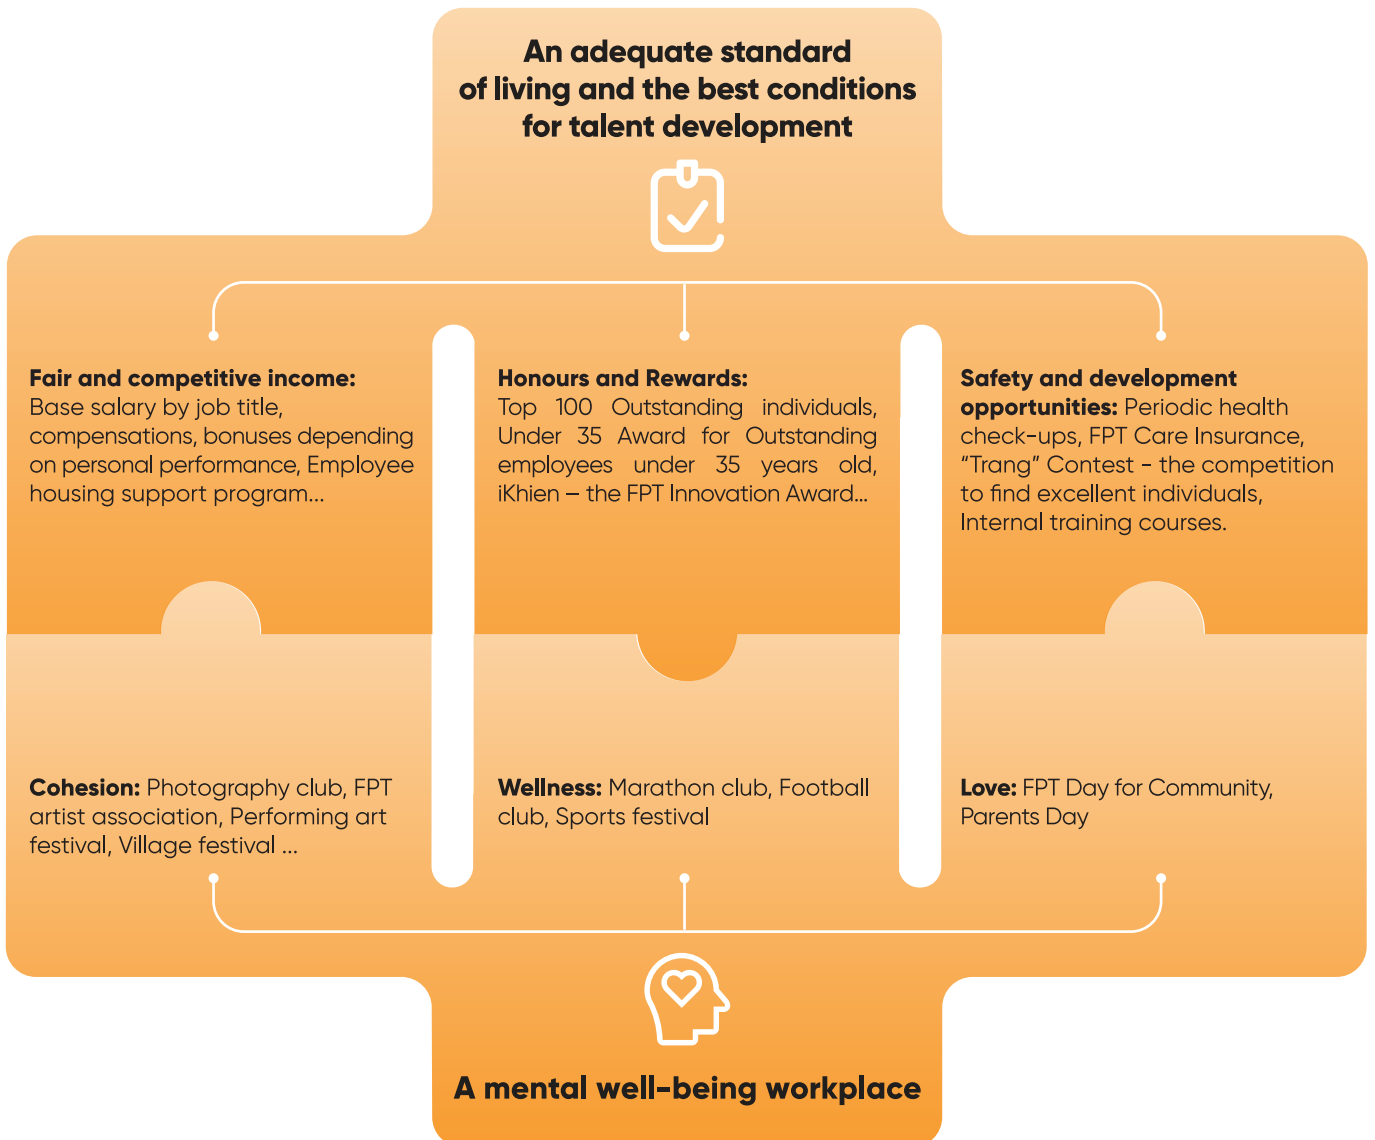 An adequate standard
of living and the best conditions
for talent development
Fair and competitive income:
Base salary by job title,
compensations, bonuses depending
on personal performance, Employee
housing support program...
Honours and Rewards:
Top 100 Outstanding individuals,
Under 35 Award for Outstanding
employees under 35 years old,
iKhien – the FPT Innovation Award...
Safety and development
opportunities: Periodic health
check-ups, FPT Care Insurance,
“Trang” Contest - the competition
to find excellent individuals,
Internal training courses.
Cohesion: Photography club, FPT
artist association, Performing art
festival, Village festival ...
Wellness: Marathon club, Football
club, Sports festival
Love: FPT Day for Community,
Parents Day
A mental well-being workplace